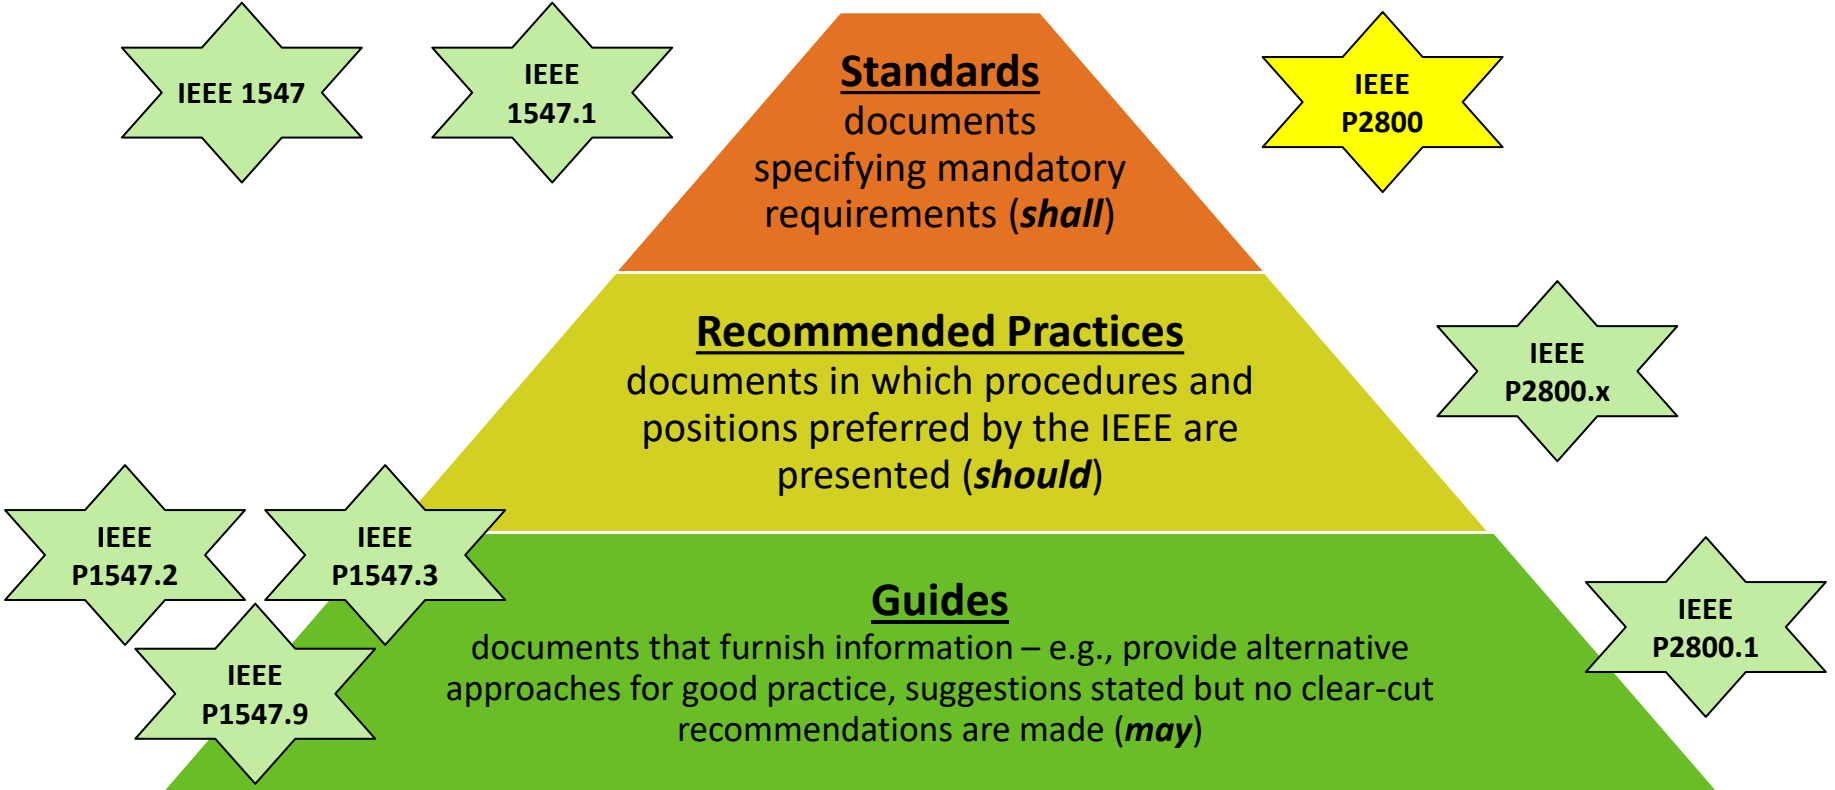 IEEE 1547
IEEE
1547.1
Standards
documents
specifying mandatory
requirements (shall)
IEEE
P2800
Recommended Practices
documents in which procedures and
positions preferred by the IEEE are
presented (should)
IEEE
P2800.x
IEEE
P1547.2
IEEE
P1547.3
IEEE
P1547.9
Guides
documents that furnish information – e.g., provide alternative
approaches for good practice, suggestions stated but no clear-cut
recommendations are made (may)
IEEE
P2800.1